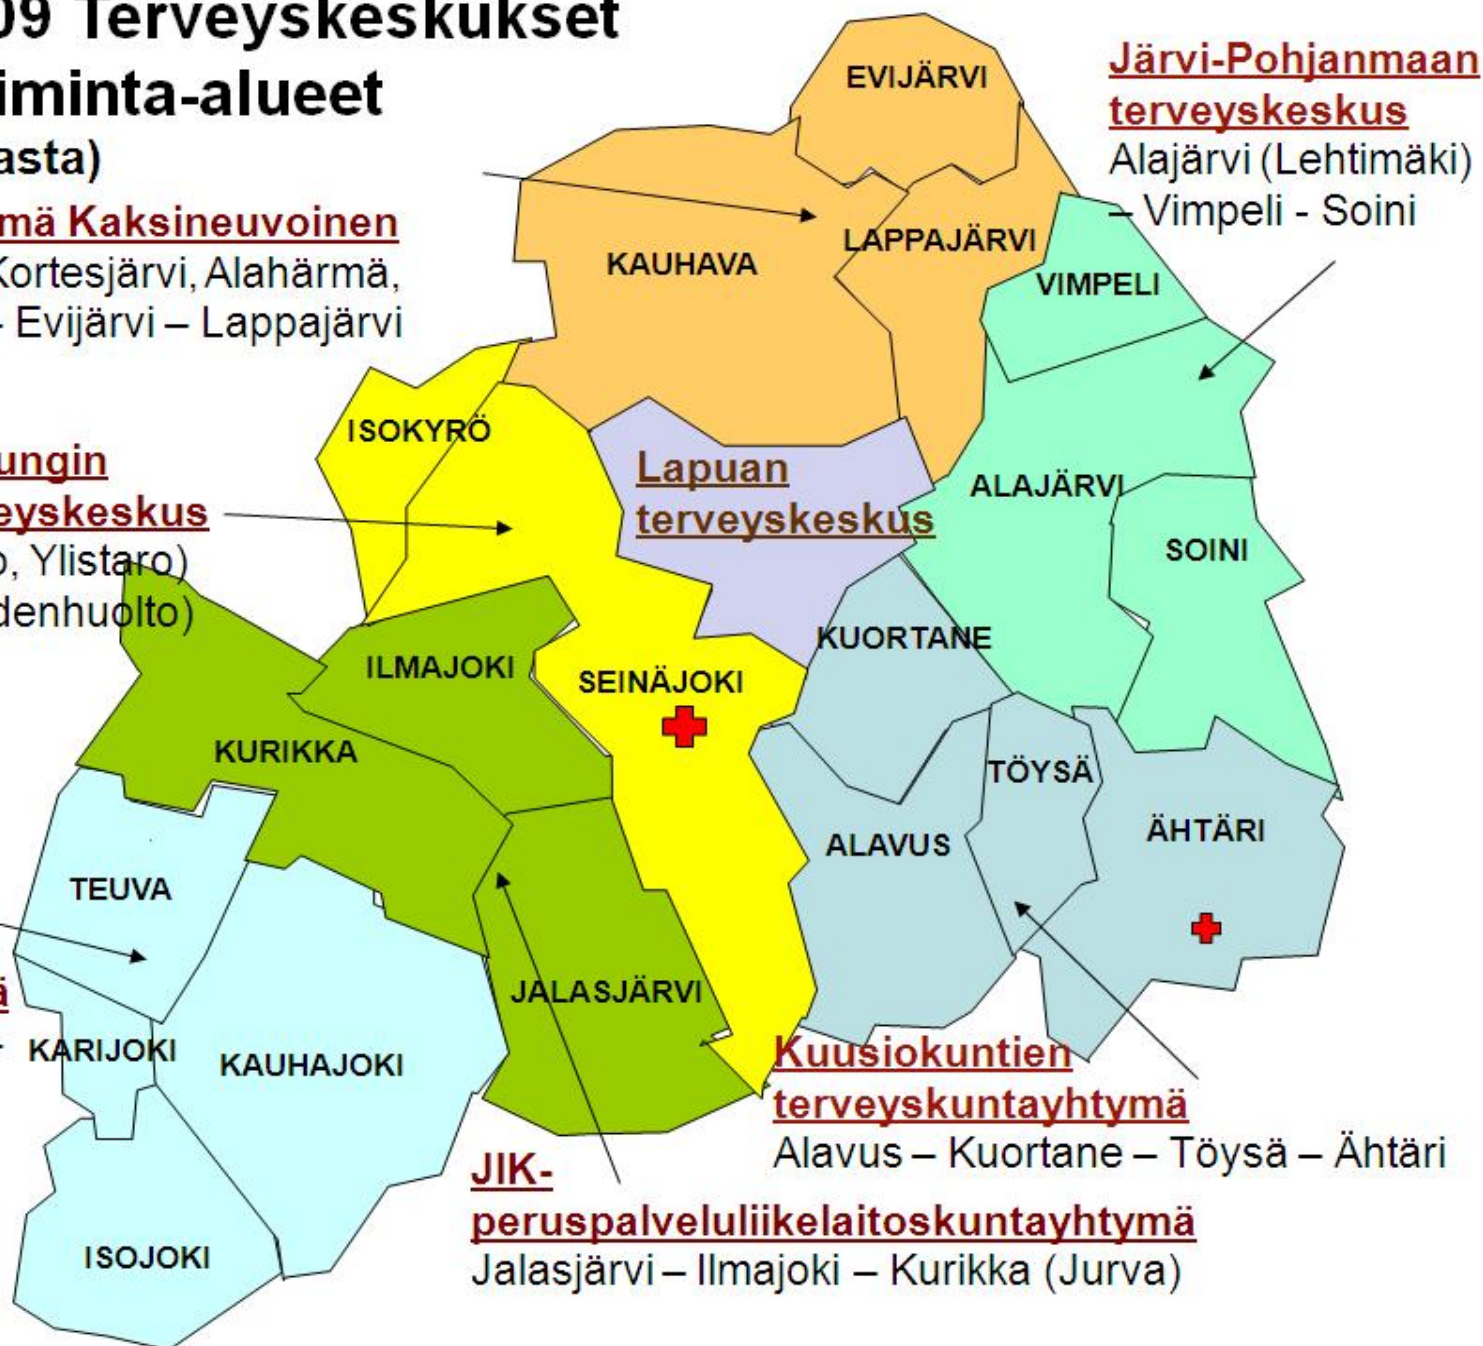 09 Terveyskeskukset
iminta-alueet
asta)
mä Kaksineuvoinen
Kortesjärvi, Alahärmä,
- Evijärvi – Lappajärvi
Järvi-Pohjanmaan
terveyskeskus
Alajärvi (Lehtimäki)
– Vimpeli - Soini
EVIJÄRVI
KAUHAVA
LAPPAJÄRVI
VIMPELI
ISOKYRÖ
ungin
eyskeskus
o, Ylistaro)
denhuolto)
Lapuan
terveyskeskus
ALAJÄRVI
SOINI
KUORTANE
ILMAJOKI
SEINÄJOKI
KURIKKA
TÖYSÄ
ALAVUS
ÄHTÄRI
TEUVA
ä
-
JALASJÄRVI
KARIJOKI
KAUHAJOKI
ISOJOKI
Kuusiokuntien
terveyskuntayhtymä
Alavus – Kuortane – Töysä – Ähtäri
JIK-
peruspalveluliikelaitoskuntayhtymä
Jalasjärvi – Ilmajoki – Kurikka (Jurva)